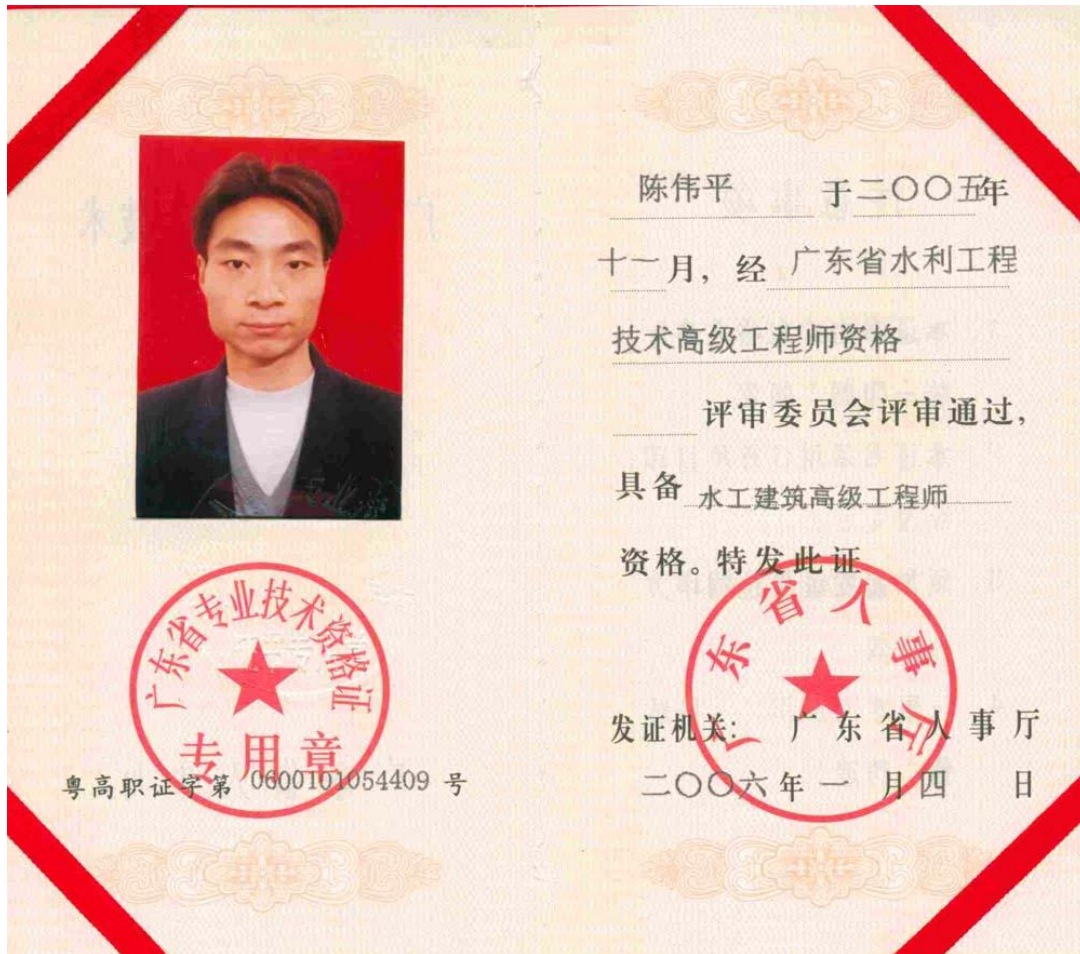 广东省专业技术资格证
专用章
粤高职证字第 0600101054409 号
陈伟平 于二〇〇五年
十一月，经 广东省水利工程
技术高级工程师资格
评审委员会评审通过，
具备 水工建筑高级工程师
资格。特发此证
广东省人事厅
发证机关：广东省人事厅
二〇〇六年一月四日